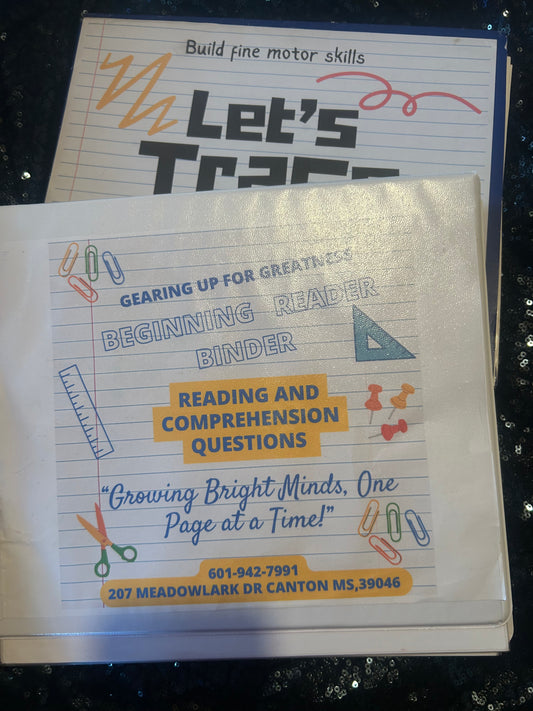 Build fine motor skills
Let's
Trace
GEARING UP FOR GREATNESS
BEGINNING READER
BINDER
READING AND
COMPREHENSION
QUESTIONS
“Growing Bright Minds, One
Page at a Time!”
601-942-7991
207 MEADOWLARK DR CANTON MS,39046